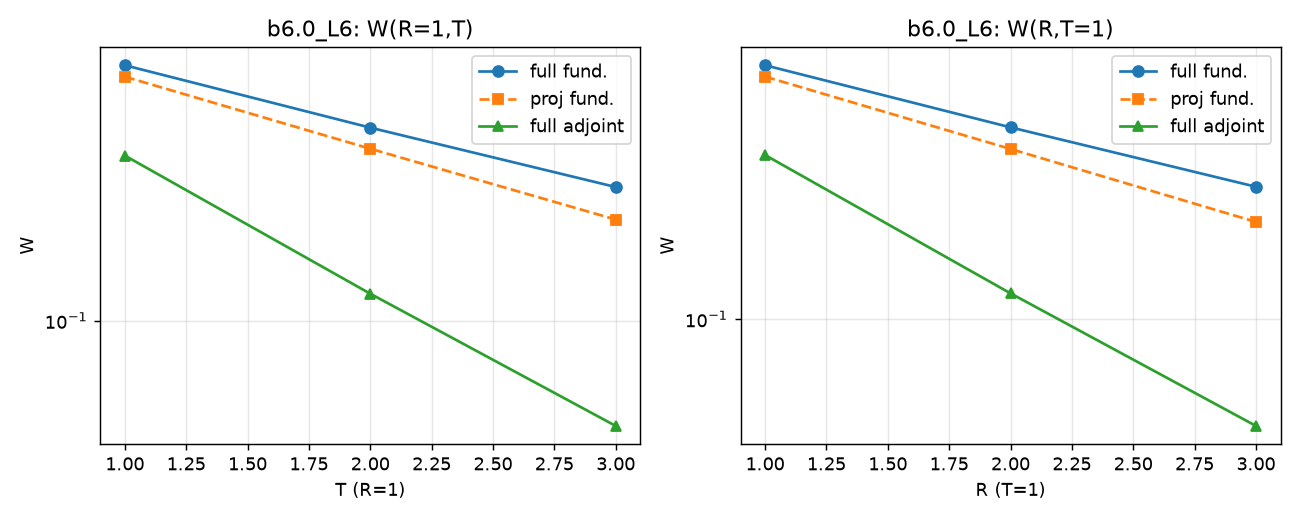 b6.0_L6: W(R=1,T)
full fund.
proj fund.
full adjoint
W
10⁻¹
1.00 1.25 1.50 1.75 2.00 2.25 2.50 2.75 3.00
T (R=1)
b6.0_L6: W(R,T=1)
full fund.
proj fund.
full adjoint
W
10⁻¹
1.00 1.25 1.50 1.75 2.00 2.25 2.50 2.75 3.00
R (T=1)